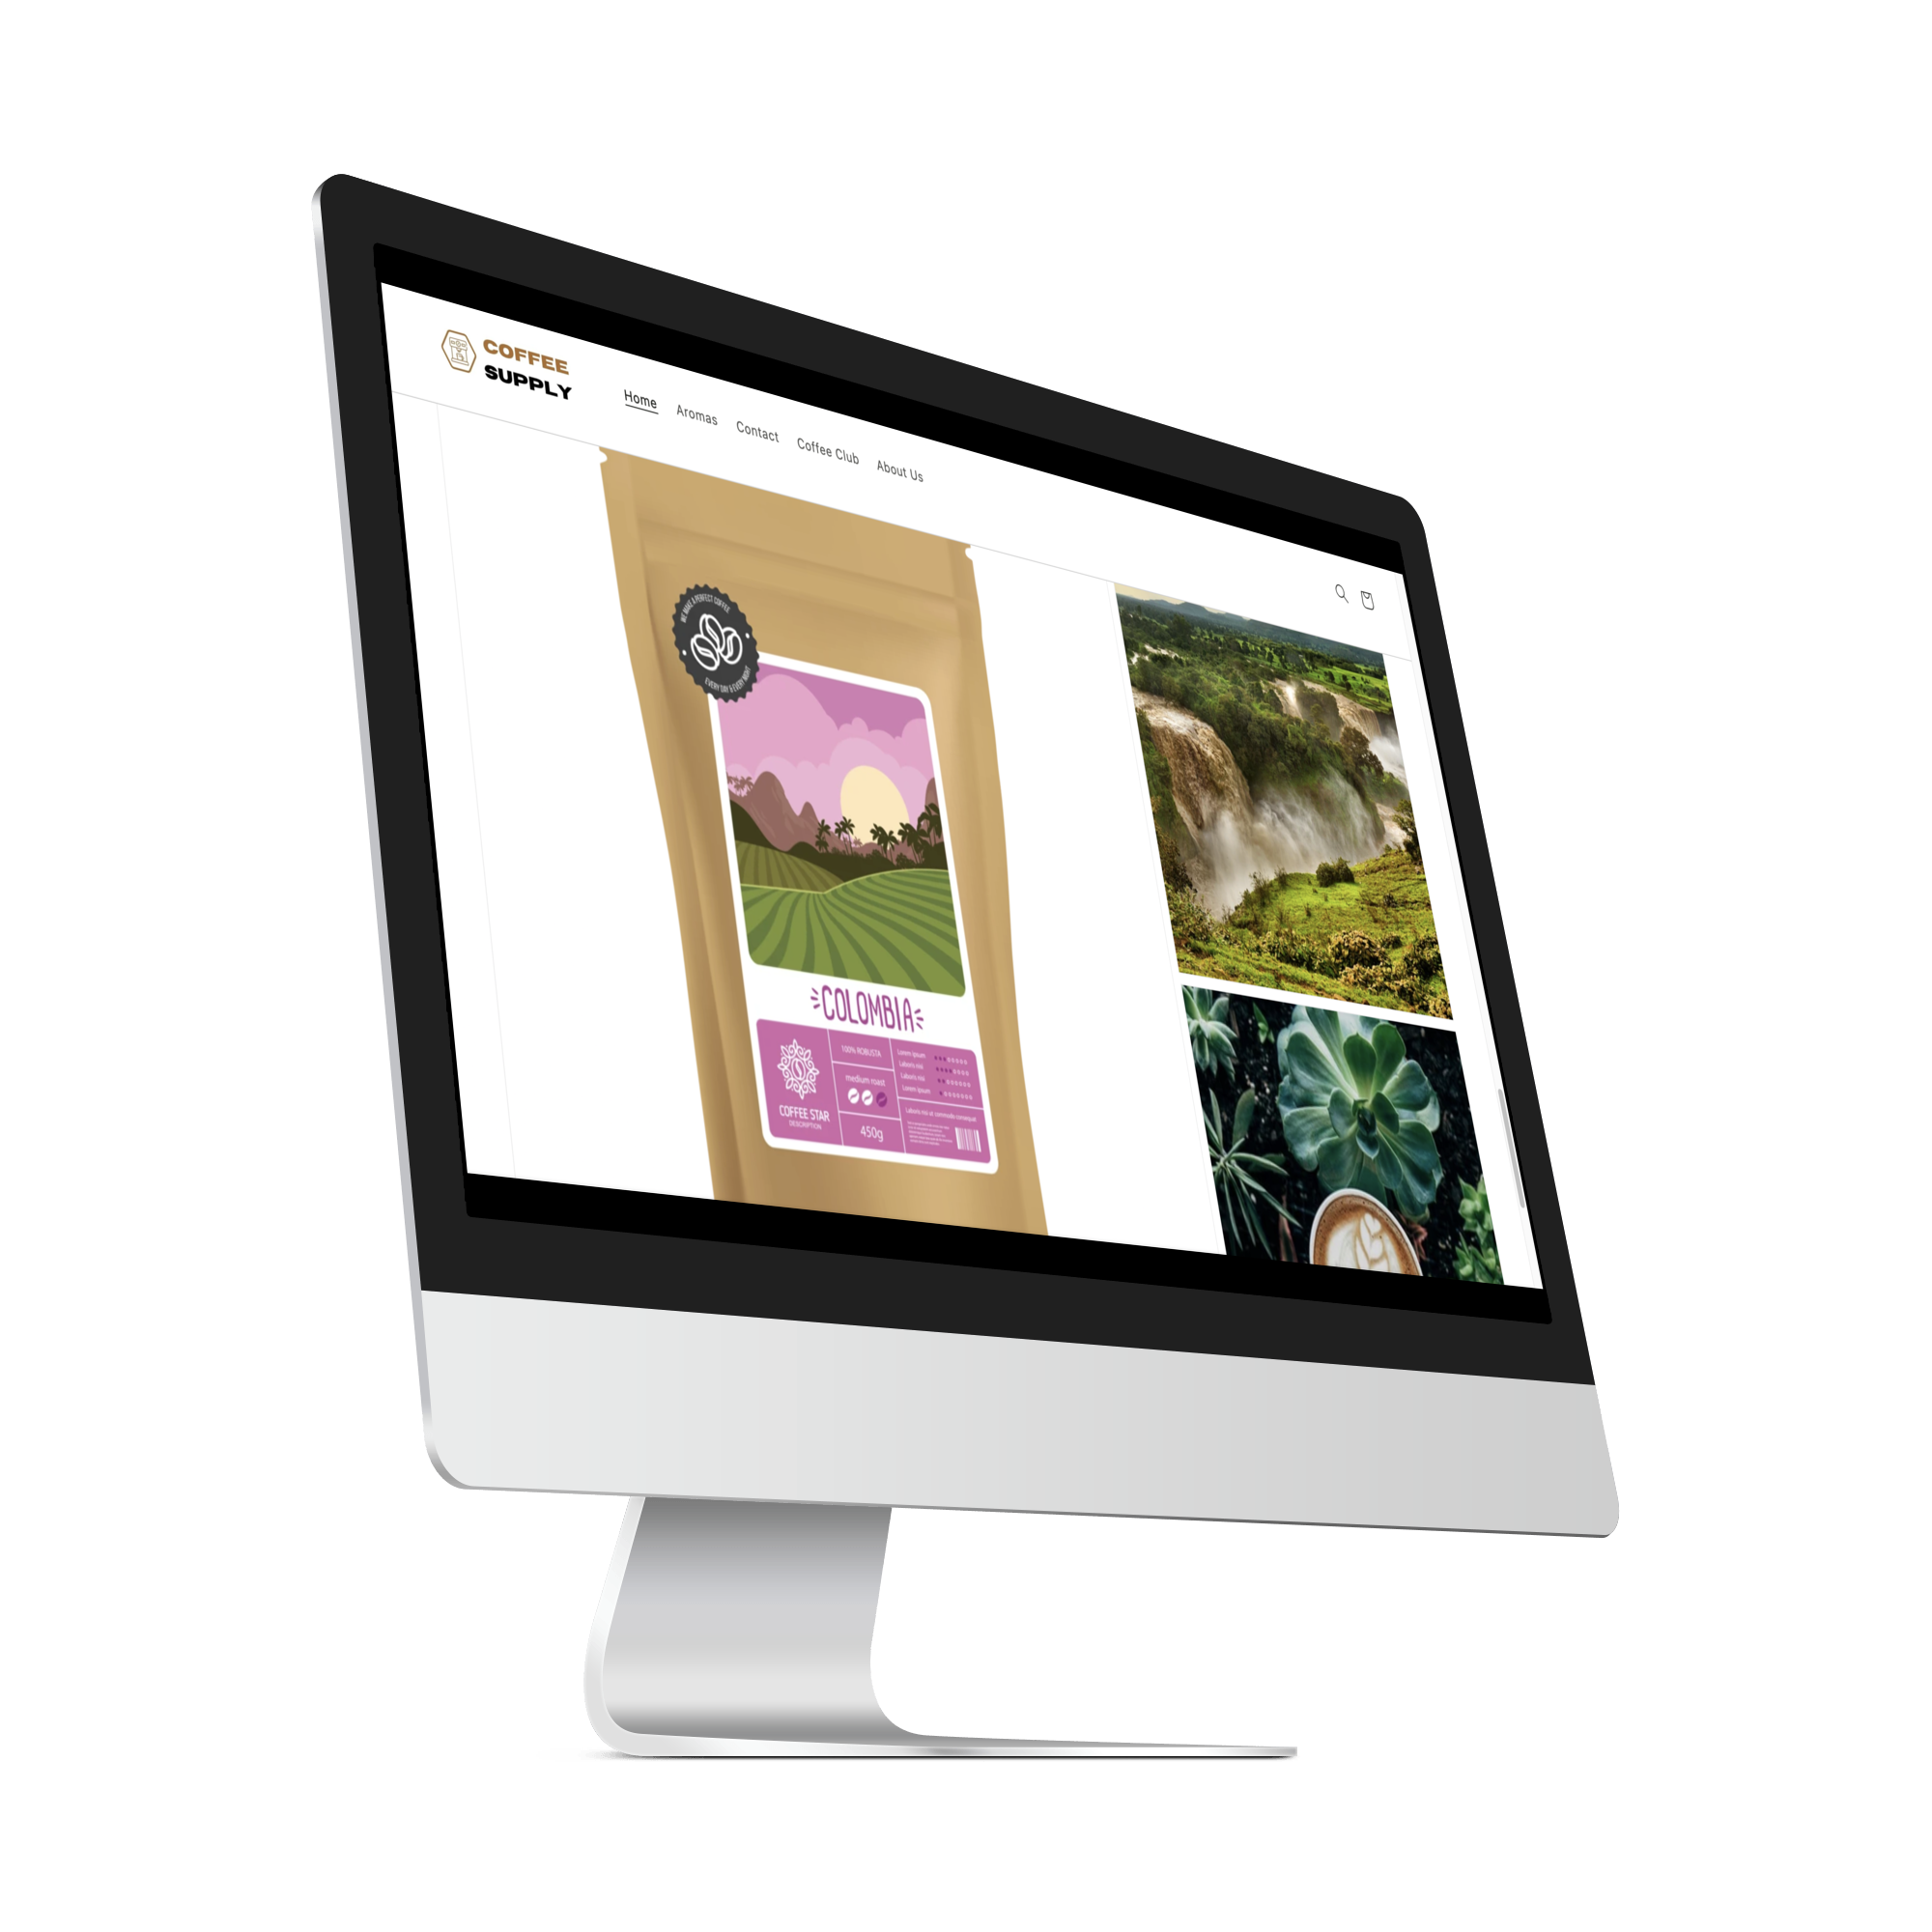 COFFEE
SUPPLY
Home Aromas Contact Coffee Club About Us
WE MAKE A PERFECT COFFEE
EVERY DAY & EVERY NIGHT
COLOMBIA
COFFEE STAR
DESCRIPTION
100% ROBUSTA
medium roast
450g
Lorem ipsum
Laboris nisi
Laboris nisi
Lorem ipsum
Laboris nisi ut commodo consequat